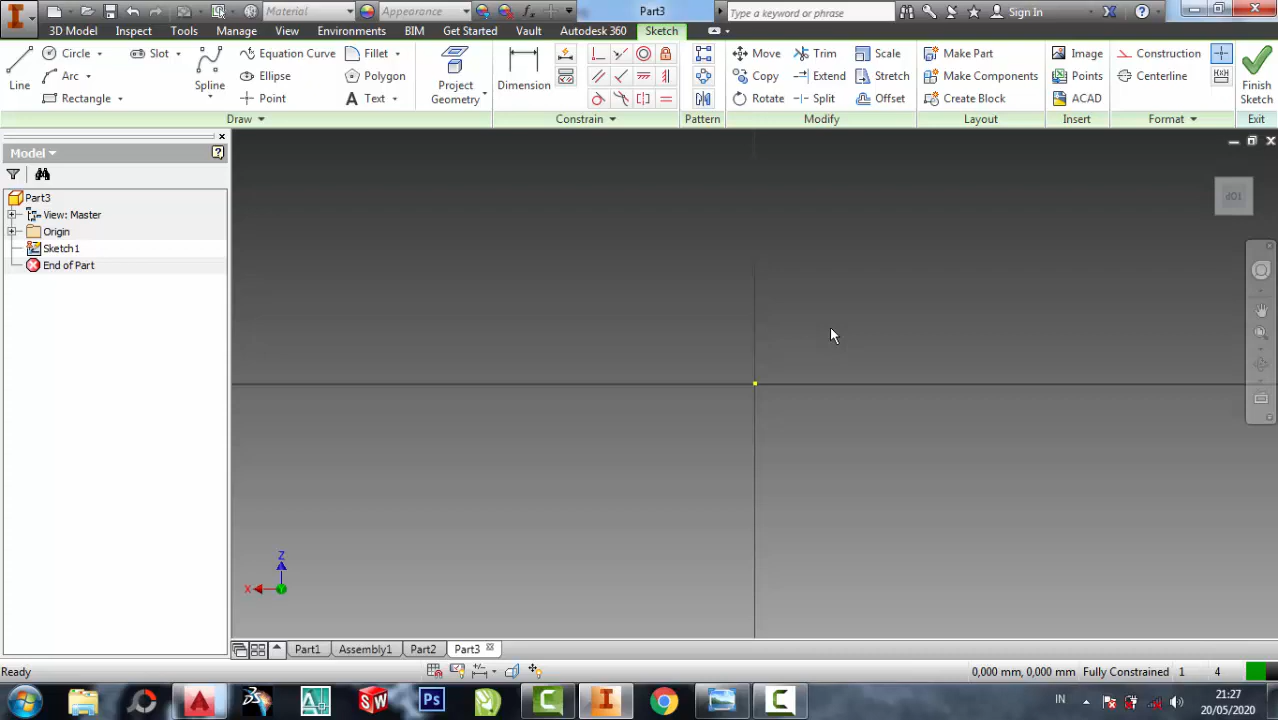 Material Appearance Part3 Type a keyword or phrase Sign In
3D Model Inspect Tools Manage View Environments BIM Get Started Vault Autodesk 360 Sketch
Line Circle Arc Rectangle Slot Spline Equation Curve Ellipse Point Fillet Polygon Text Project Geometry Dimension Move Copy Rotate Trim Extend Split Scale Stretch Offset Make Part Make Components Create Block Image Points ACAD Construction Centerline Finish Sketch
Draw Constrain Pattern Modify Layout Insert Format Exit
Model
Part3
View: Master
Origin
Sketch1
End of Part
TOP
Z
X
Y
Part1 Assembly1 Part2 Part3
Ready 0,000 mm, 0,000 mm Fully Constrained 1 4
Ps IN 21:27
20/05/2020